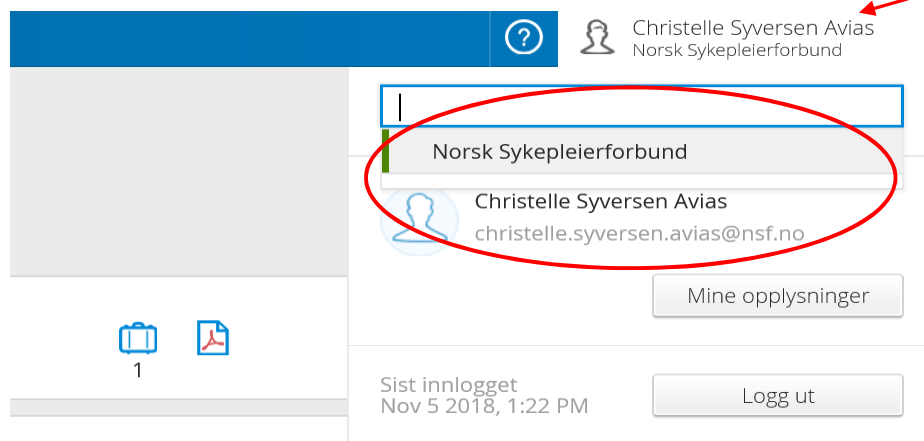 ?
Christelle Syversen Avias
Norsk Sykepleierforbund
Norsk Sykepleierforbund
Christelle Syversen Avias
christelle.syversen.avias@nsf.no
Mine opplysninger
1
Sist innlogget
Nov 5 2018, 1:22 PM
Logg ut